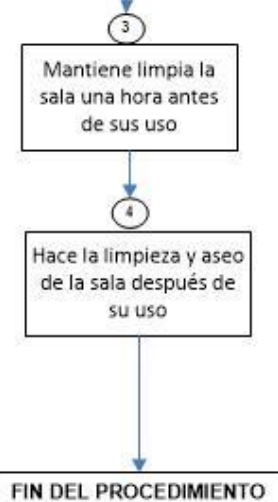 3
Mantiene limpia la
sala una hora antes
de sus uso
4
Hace la limpieza y aseo
de la sala después de
su uso
FIN DEL PROCEDIMIENTO